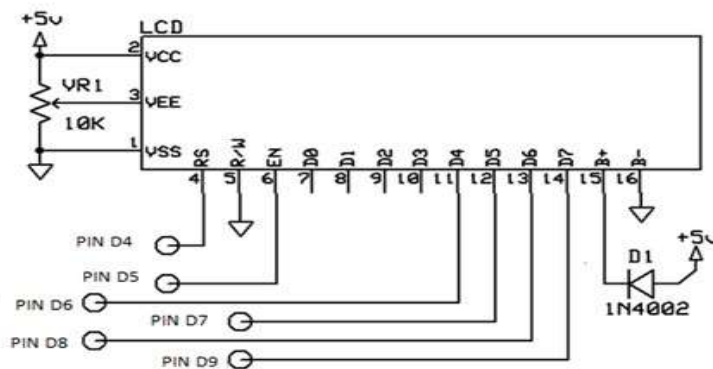 +5v
LCD
2
VCC
VR1
3
VEE
10K
1
VSS
RS
R/W
EN
D0
D1
D2
D3
D4
D5
D6
D7
B+
B-
4
5
6
7
8
9
10
11
12
13
14
15
16
PIN D4
+5v
D1
PIN D5
PIN D6
1N4002
PIN D7
PIN D8
PIN D9